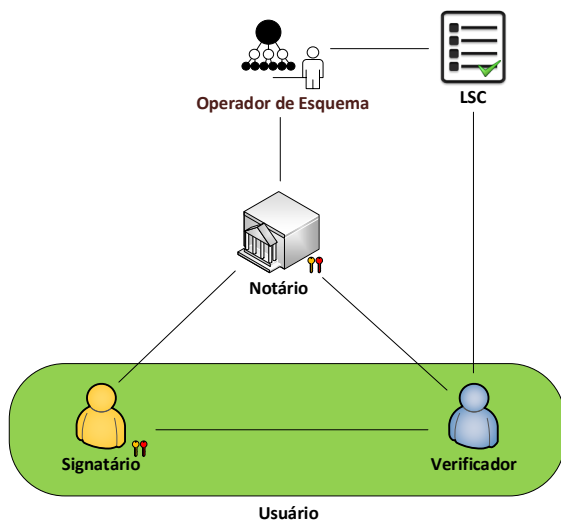 Operador de Esquema
LSC
Notário
Signatário
Verificador
Usuário